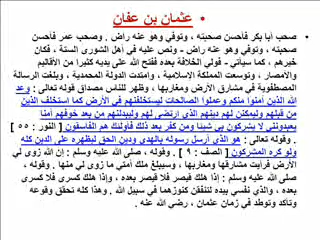 • عثمان بن عفان
• صحب أبا بكر فأحسن صحبته ، وتوفي وهو عنه راض . وصحب عمر فأحسن
صحبته ، وتوفي وهو عنه راض ، ونص عليه في أهل الشورى الستة ، فكان
خيرهم ، كما سيأتي . فولي الخلافة بعده ففتح الله على يديه كثيرا من الأقاليم
والأمصار ، وتوسعت المملكة الإسلامية ، وامتدت الدولة المحمدية ، وبلغت الرسالة
المصطفوية في مشارق الأرض ومغاربها ، وظهر للناس مصداق قوله تعالى : وعد
الله الذين آمنوا منكم وعملوا الصالحات ليستخلفنهم في الأرض كما استخلف الذين
من قبلهم وليمكنن لهم دينهم الذي ارتضى لهم وليبدلنهم من بعد خوفهم أمنا
يعبدونني لا يشركون بي شيئا ومن كفر بعد ذلك فأولئك هم الفاسقون [ النور : ٥٥ ]
. وقوله تعالى : هو الذي أرسل رسوله بالهدى ودين الحق ليظهره على الدين كله
ولو كره المشركون [ الصف : ٩ ] . وقوله ، صلى الله عليه وسلم : إن الله زوى لي
الأرض فرأيت مشارقها ومغاربها ، وسيبلغ ملك أمتي ما زوي لي منها . وقوله ،
صلى الله عليه وسلم : إذا هلك قيصر فلا قيصر بعده ، وإذا هلك كسرى فلا كسرى
بعده ، والذي نفسي بيده لتنفقن كنوزهما في سبيل الله . وهذا كله تحقق وقوعه
وتأكد وتوطد في زمان عثمان ، رضي الله عنه .